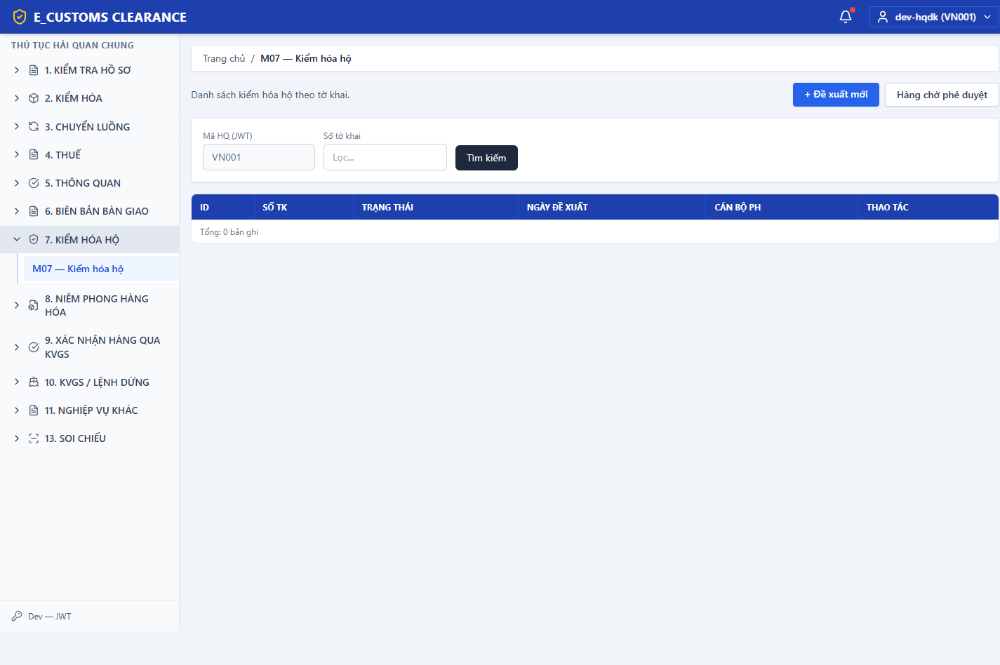 E_CUSTOMS CLEARANCE
dev-hqdk (VN001)
THỦ TỤC HẢI QUAN CHUNG
1. KIỂM TRA HỒ SƠ
2. KIỂM HÓA
3. CHUYỂN LUỒNG
4. THUẾ
5. THÔNG QUAN
6. BIÊN BẢN BÀN GIAO
7. KIỂM HÓA HỘ
M07 — Kiểm hóa hộ
8. NIÊM PHONG HÀNG
HÓA
9. XÁC NHẬN HÀNG QUA
KVGS
10. KVGS / LỆNH DỪNG
11. NGHIỆP VỤ KHÁC
13. SOI CHIẾU
Dev — JWT
Trang chủ / M07 — Kiểm hóa hộ
Danh sách kiểm hóa hộ theo tờ khai.
+ Đề xuất mới
Hàng chờ phê duyệt
Mã HQ (JWT)
Số tờ khai
VN001
Lọc...
Tìm kiếm
ID SỐ TK TRẠNG THÁI NGÀY ĐỀ XUẤT CÁN BỘ PH THAO TÁC
Tổng: 0 bản ghi